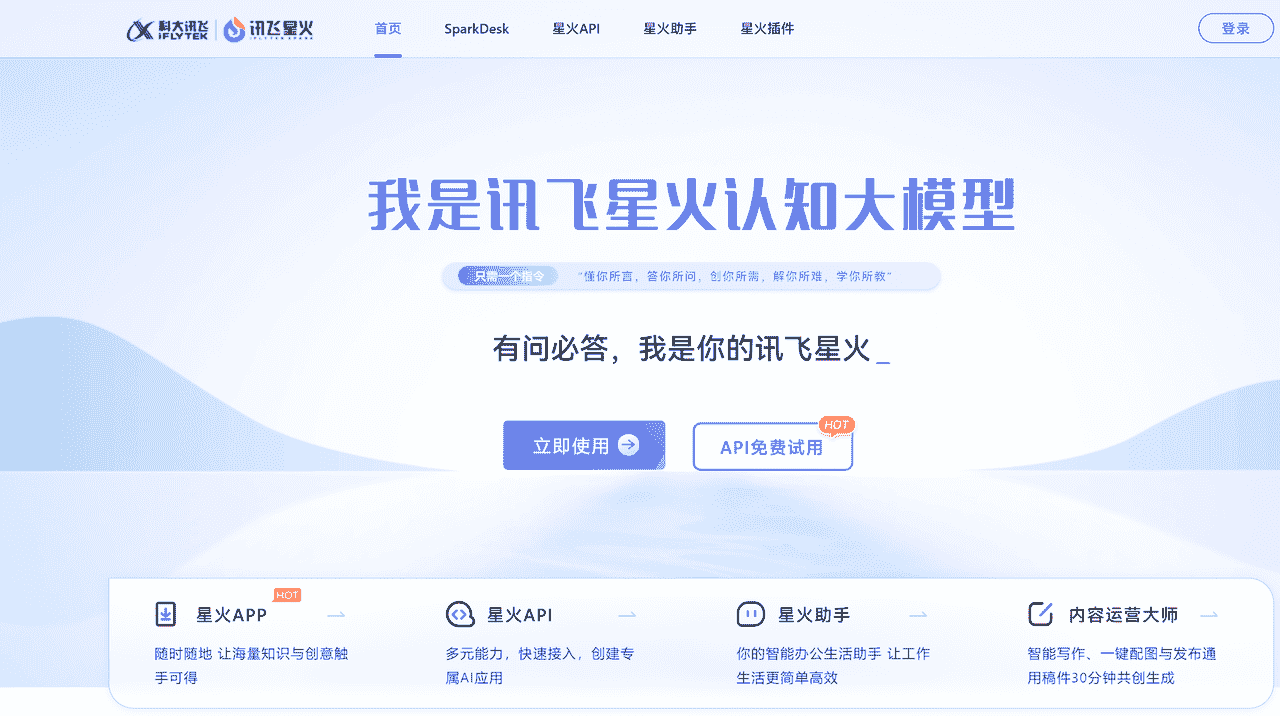 科大讯飞 iFLYTEK 讯飞星火 IFLYTEK SPARK 首页 SparkDesk 星火API 星火助手 星火插件 登录
我是讯飞星火认知大模型
只需一个指令 “懂你所言，答你所问，创你所需，解你所难，学你所教”
有问必答，我是你的讯飞星火_
立即使用 API免费试用 HOT
星火APP HOT
随时随地 让海量知识与创意触
手可得
星火API
多元能力，快速接入，创建专
属AI应用
星火助手
你的智能办公生活助手 让工作
生活更简单高效
内容运营大师
智能写作、一键配图与发布通
用稿件30分钟共创生成